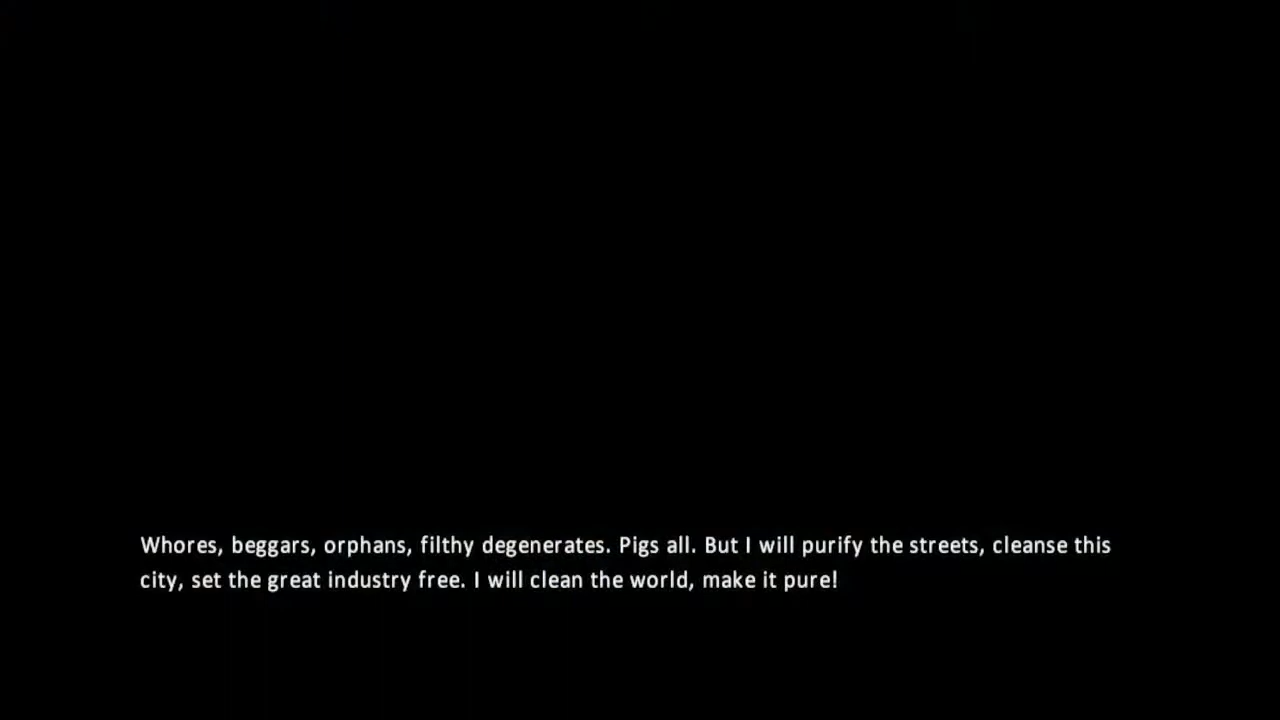 Whores, beggars, orphans, filthy degenerates. Pigs all. But I will purify the streets, cleanse this
city, set the great industry free. I will clean the world, make it pure!